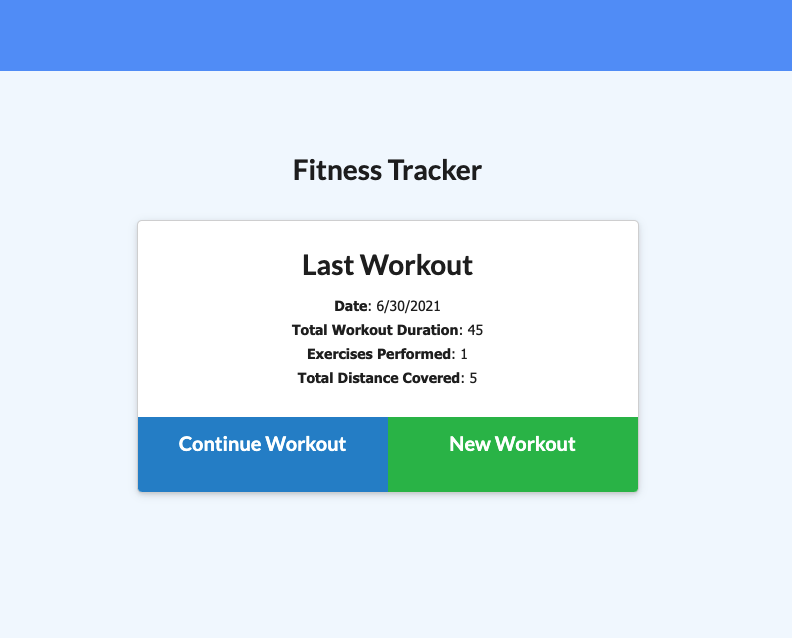 Fitness Tracker
Last Workout
Date: 6/30/2021
Total Workout Duration: 45
Exercises Performed: 1
Total Distance Covered: 5
Continue Workout
New Workout